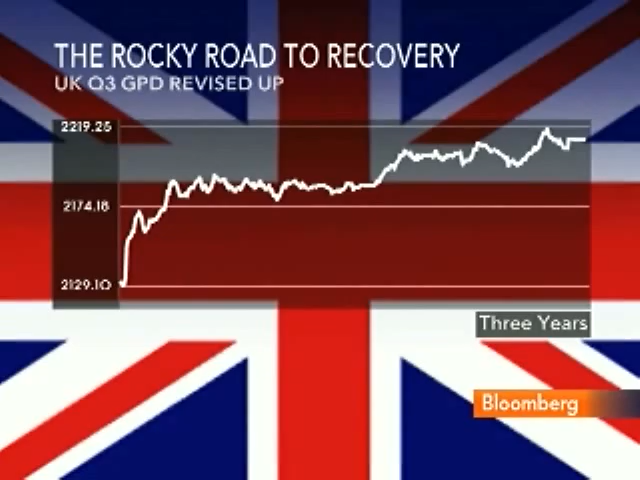 THE ROCKY ROAD TO RECOVERY
UK Q3 GPD REVISED UP
2219.25
2174.18
2129.10
Three Years
Bloomberg